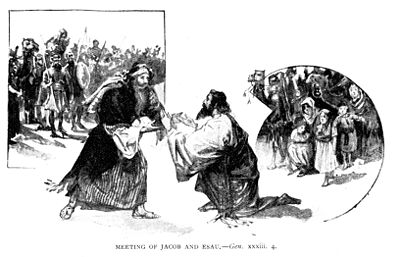 MEETING OF JACOB AND ESAU.—Gen. xxxiii. 4.